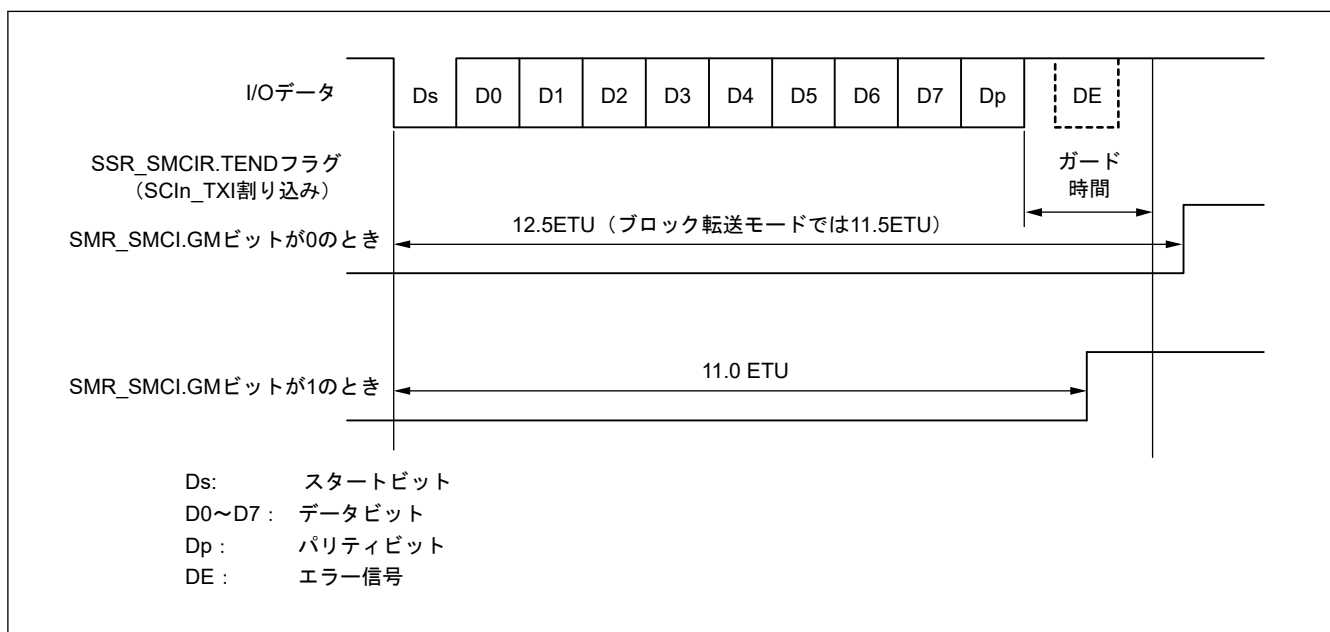 I/Oデータ
Ds D0 D1 D2 D3 D4 D5 D6 D7 Dp DE
SSR_SMCIR.TENDフラグ
（SCIn_TXI割り込み）
ガード
時間
12.5ETU（ブロック転送モードでは11.5ETU）
SMR_SMCI.GMビットが0のとき
11.0 ETU
SMR_SMCI.GMビットが1のとき
Ds: スタートビット
D0～D7： データビット
Dp： パリティビット
DE： エラー信号